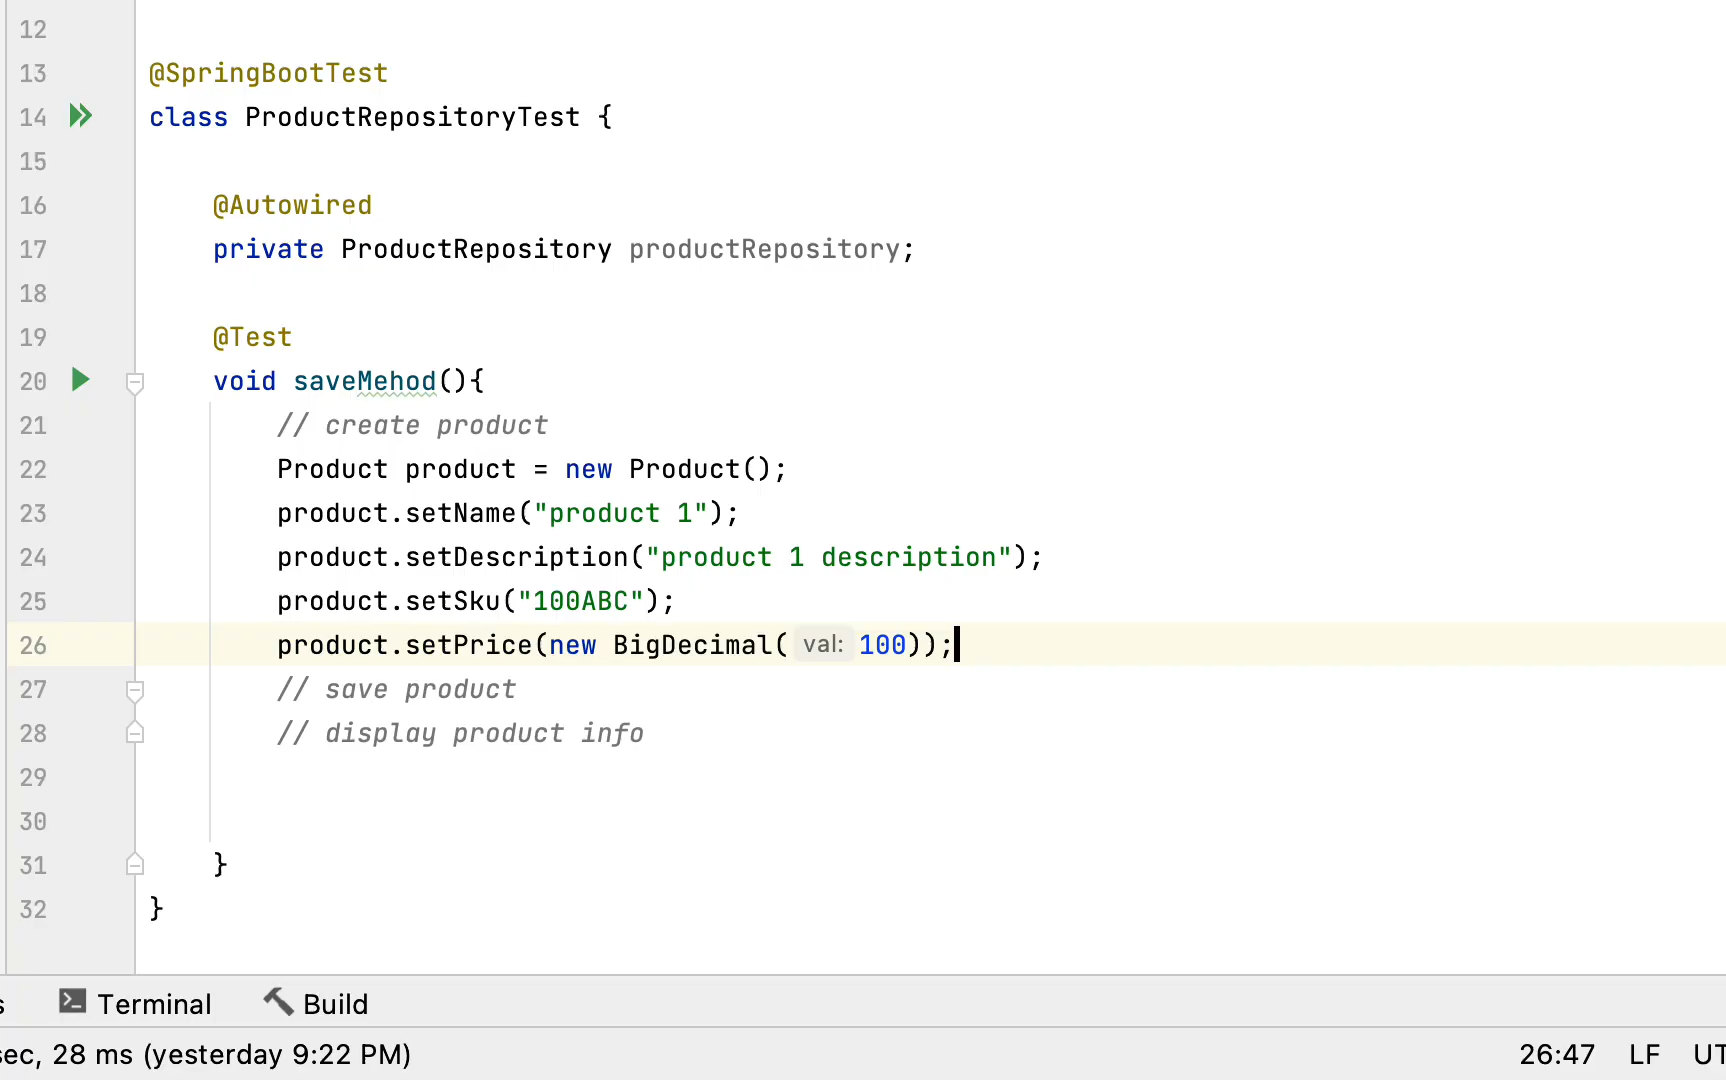 12
13 @SpringBootTest
14 class ProductRepositoryTest {
15
16 @Autowired
17 private ProductRepository productRepository;
18
19 @Test
20 void saveMehod(){
21 // create product
22 Product product = new Product();
23 product.setName("product 1");
24 product.setDescription("product 1 description");
25 product.setSku("100ABC");
26 product.setPrice(new BigDecimal( val: 100));
27 // save product
28 // display product info
29
30
31 }
32 }
s Terminal Build
sec, 28 ms (yesterday 9:22 PM) 26:47 LF UT